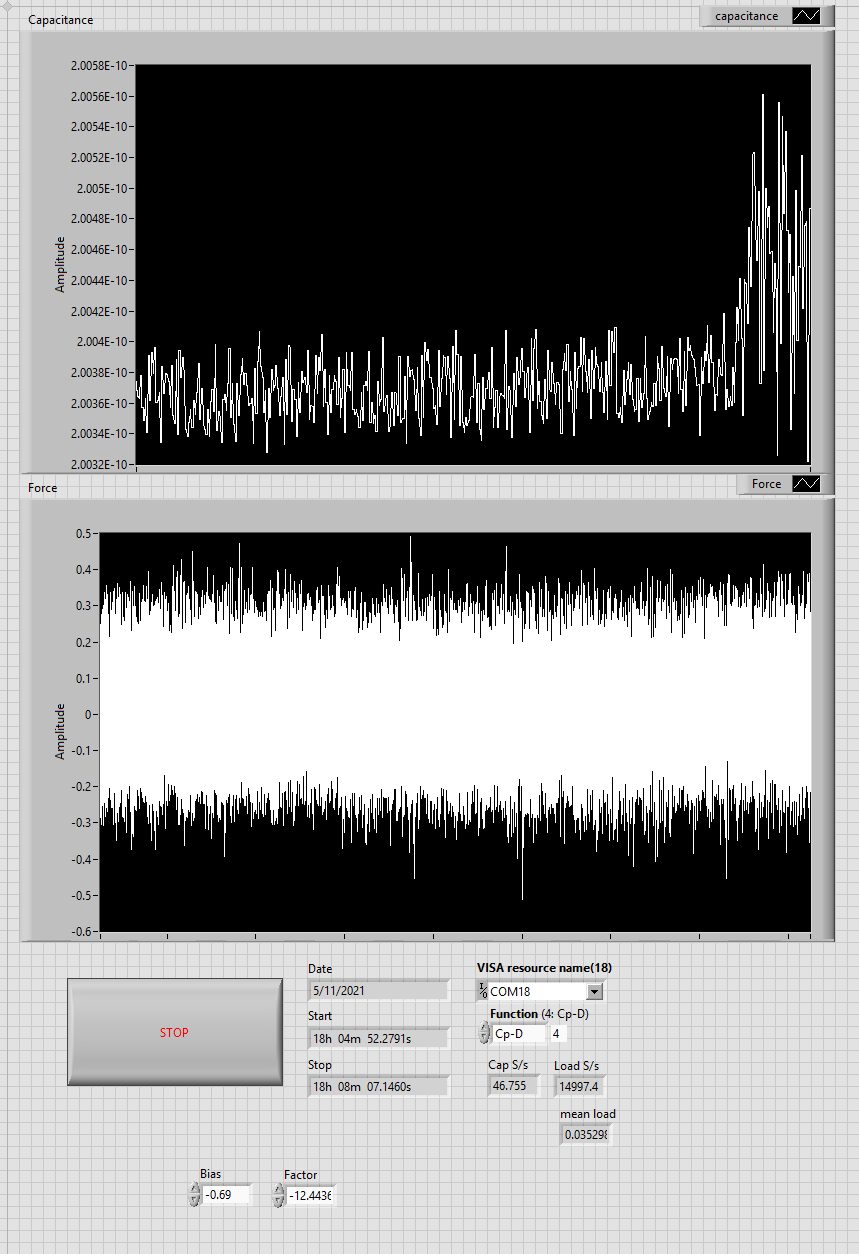 Capacitance
capacitance
2.0058E-10
2.0056E-10
2.0054E-10
2.0052E-10
2.005E-10
2.0048E-10
2.0046E-10
2.0044E-10
2.0042E-10
2.004E-10
2.0038E-10
2.0036E-10
2.0034E-10
2.0032E-10
Amplitude
Force
Force
0.5
0.4
0.3
0.2
0.1
0
-0.1
-0.2
-0.3
-0.4
-0.5
-0.6
Amplitude
STOP
Date
5/11/2021
Start
18h 04m 52.2791s
Stop
18h 08m 07.1460s
VISA resource name(18)
I/O COM18
Function (4: Cp-D)
Cp-D 4
Cap S/s Load S/s
46.755 14997.4
mean load
0.035298
Bias Factor
-0.69 -12.4436